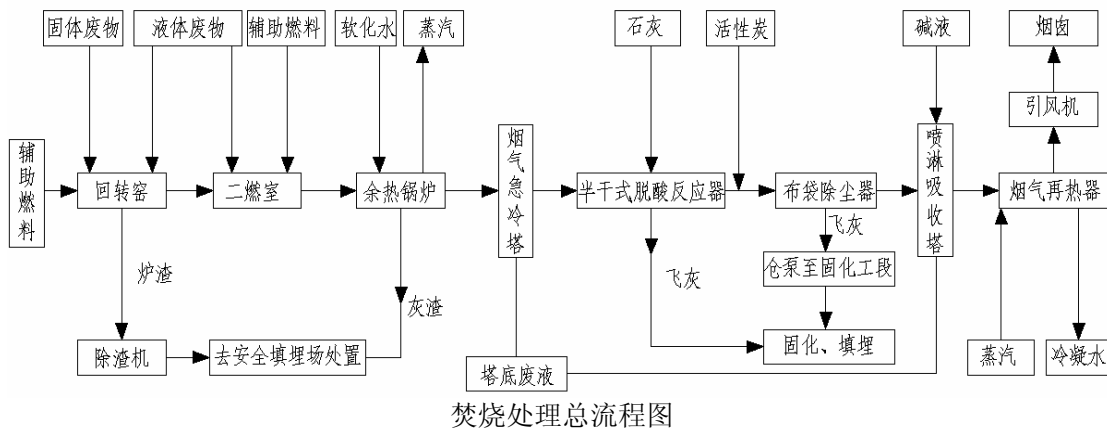 固体废物
液体废物
辅助燃料
软化水
蒸汽
石灰
活性炭
碱液
烟囱
引风机
辅助燃料
回转窑
二燃室
余热锅炉
烟气急冷塔
半干式脱酸反应器
布袋除尘器
喷淋吸收塔
烟气再热器
飞灰
炉渣
灰渣
飞灰
仓泵至固化工段
除渣机
去安全填埋场处置
固化、填埋
塔底废液
蒸汽
冷凝水
焚烧处理总流程图